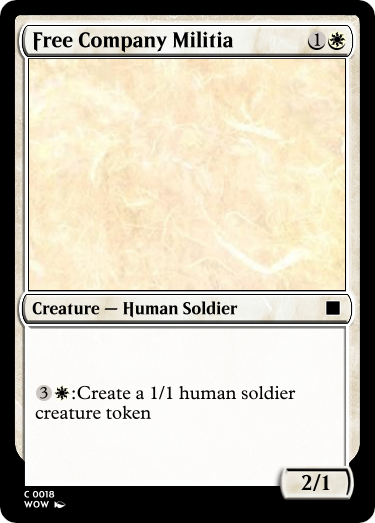 Free Company Militia 1
Creature — Human Soldier
3 :Create a 1/1 human soldier
creature token
2/1
C 0018
WOW